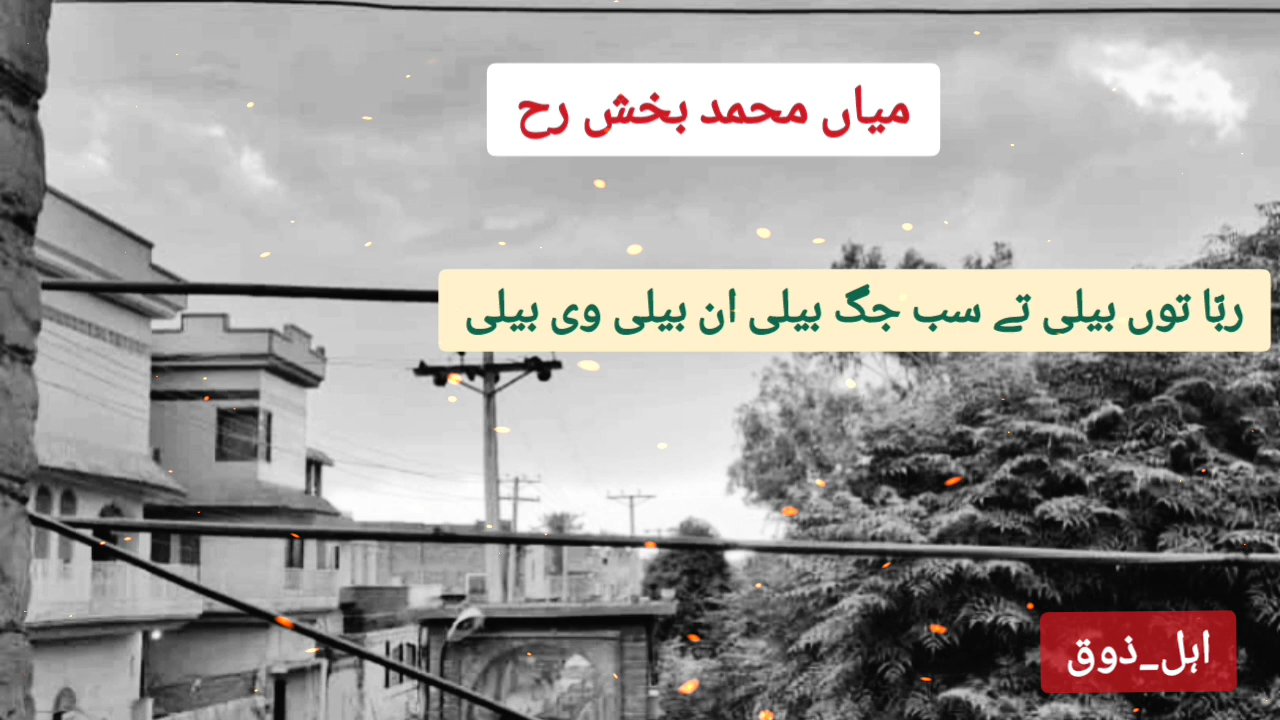 میاں محمد بخش رح
ربّا توں بیلی تے سب جگ بیلی ان بیلی وی بیلی
اہل_ذوق